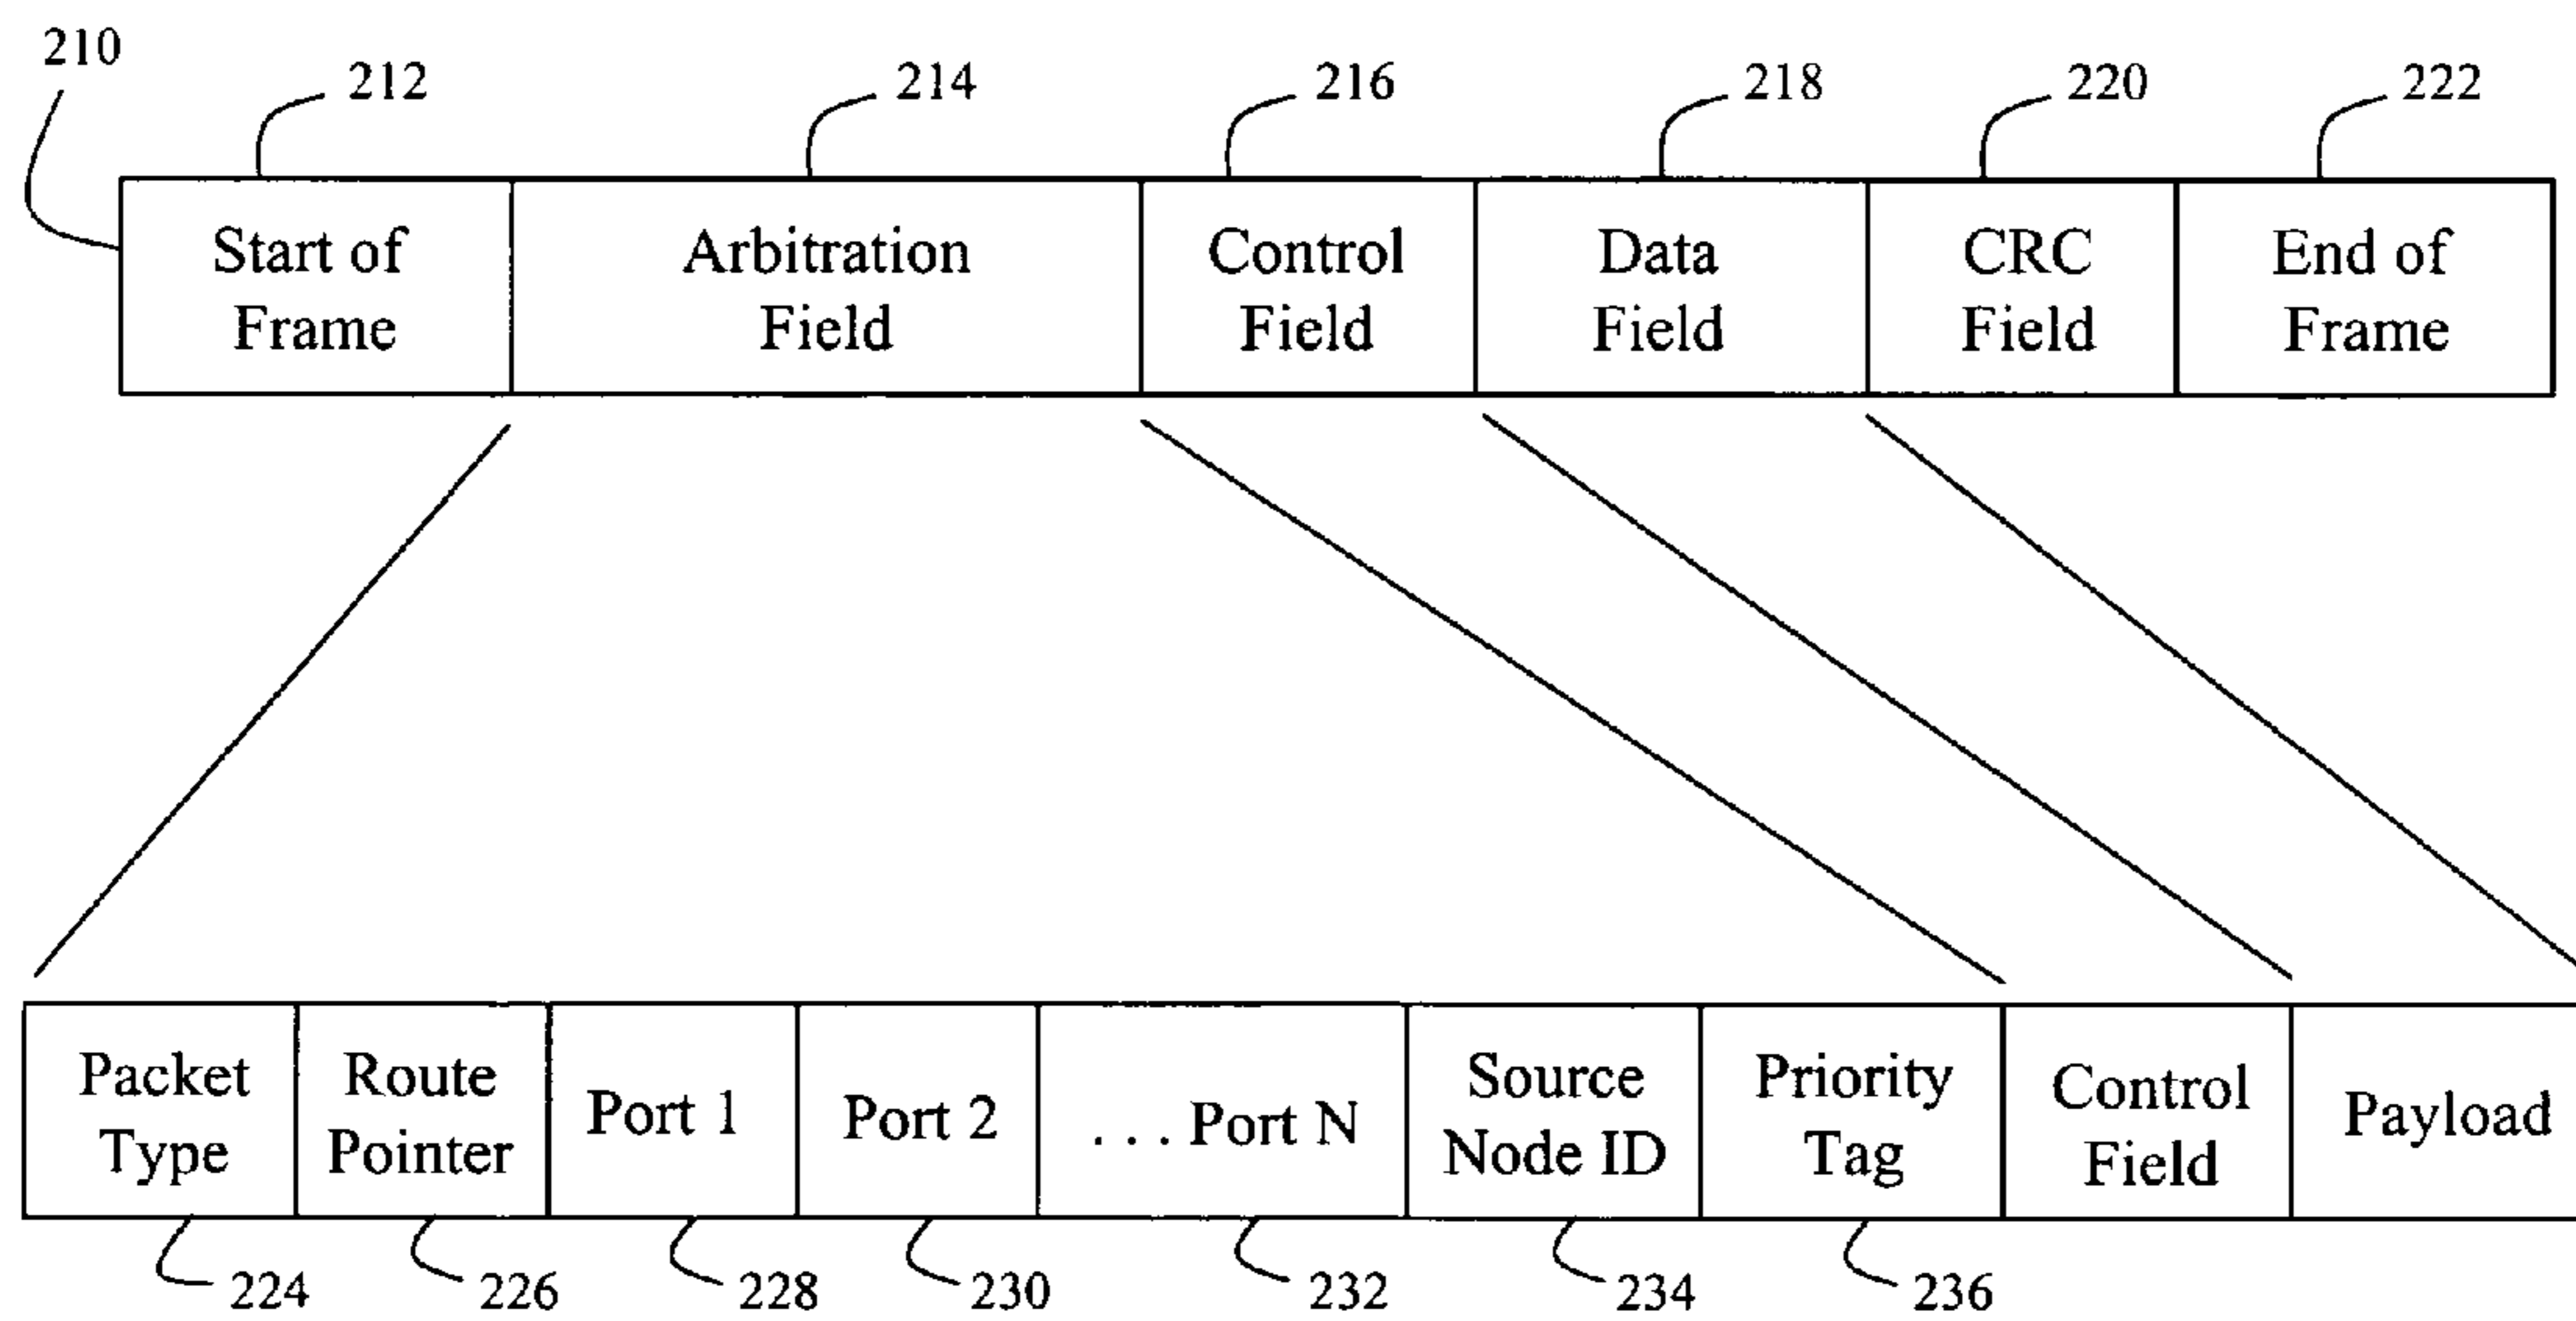 210
212
214
216
218
220
222
Start of
Frame
Arbitration
Field
Control
Field
Data
Field
CRC
Field
End of
Frame
Packet
Type
Route
Pointer
Port 1
Port 2
... Port N
Source
Node ID
Priority
Tag
Control
Field
Payload
224
226
228
230
232
234
236